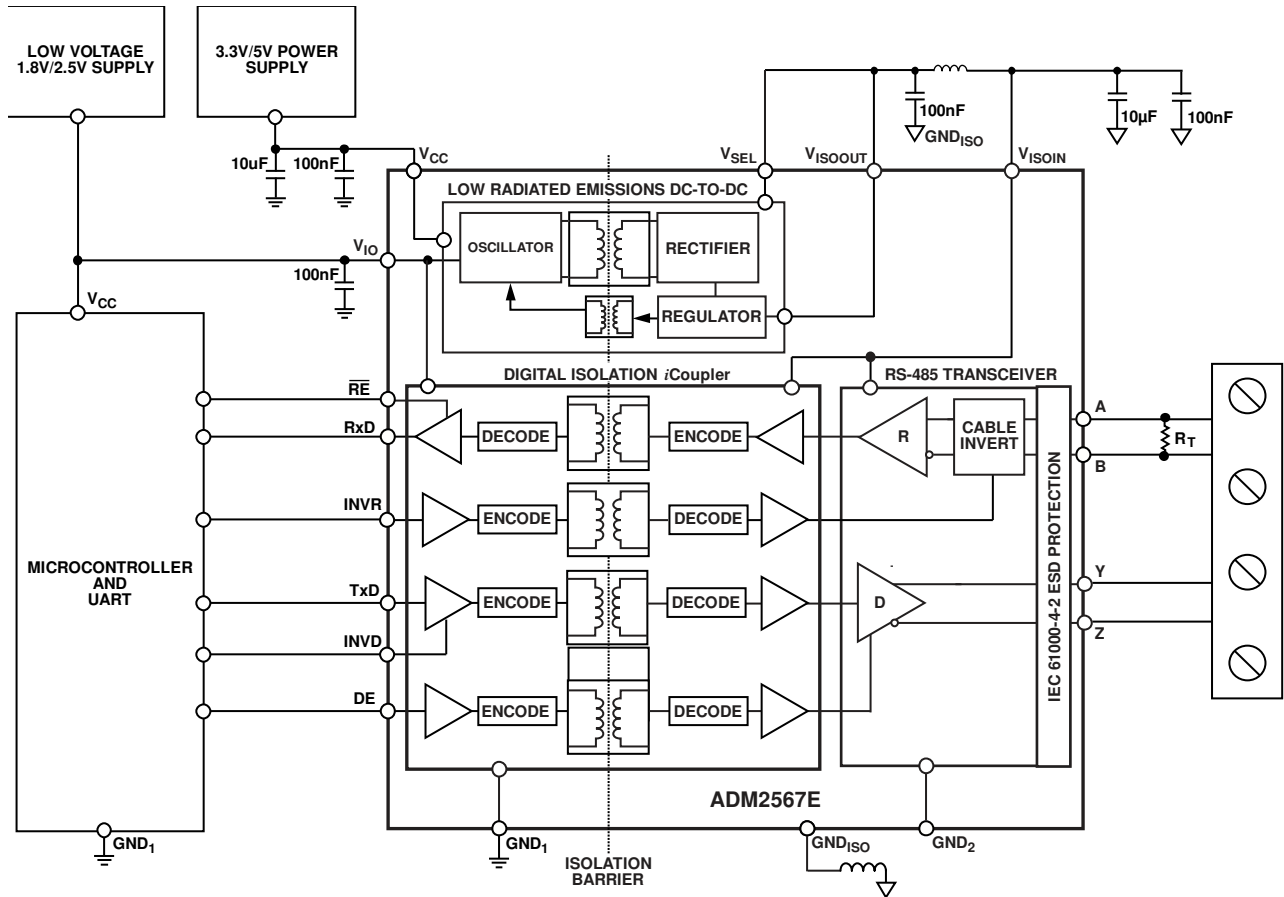 LOW VOLTAGE
1.8V/2.5V SUPPLY
3.3V/5V POWER
SUPPLY
10uF
100nF
VCC
VSEL
VISOOUT
VISOIN
100nF
GNDISO
10µF
100nF
LOW RADIATED EMISSIONS DC-TO-DC
OSCILLATOR
RECTIFIER
REGULATOR
VIO
100nF
VCC
MICROCONTROLLER
AND
UART
GND1
RE
RxD
INVR
TxD
INVD
DE
DIGITAL ISOLATION iCoupler
DECODE
ENCODE
ENCODE
DECODE
ENCODE
DECODE
ENCODE
DECODE
RS-485 TRANSCEIVER
R
CABLE
INVERT
D
IEC 61000-4-2 ESD PROTECTION
A
RT
B
Y
Z
ADM2567E
GND1
ISOLATION
BARRIER
GNDISO
GND2